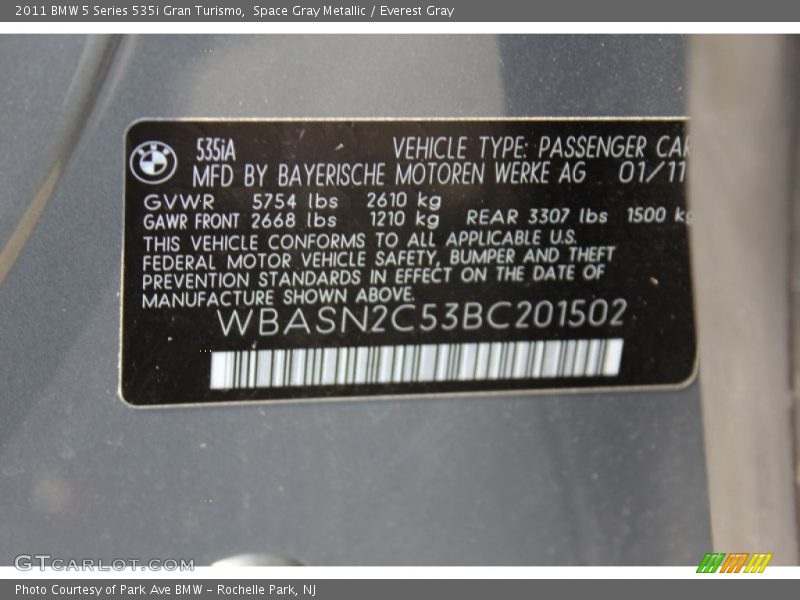 2011 BMW 5 Series 535i Gran Turismo,  Space Gray Metallic / Everest Gray
535iA VEHICLE TYPE: PASSENGER CAR
MFD BY BAYERISCHE MOTOREN WERKE AG 01/11
GVWR 5754 lbs 2610 kg
GAWR FRONT 2668 lbs 1210 kg REAR 3307 lbs 1500 kg
THIS VEHICLE CONFORMS TO ALL APPLICABLE U.S.
FEDERAL MOTOR VEHICLE SAFETY, BUMPER AND THEFT
PREVENTION STANDARDS IN EFFECT ON THE DATE OF
MANUFACTURE SHOWN ABOVE.
WBASN2C53BC201502
GTCARLOT.COM
Photo Courtesy of Park Ave BMW - Rochelle Park, NJ